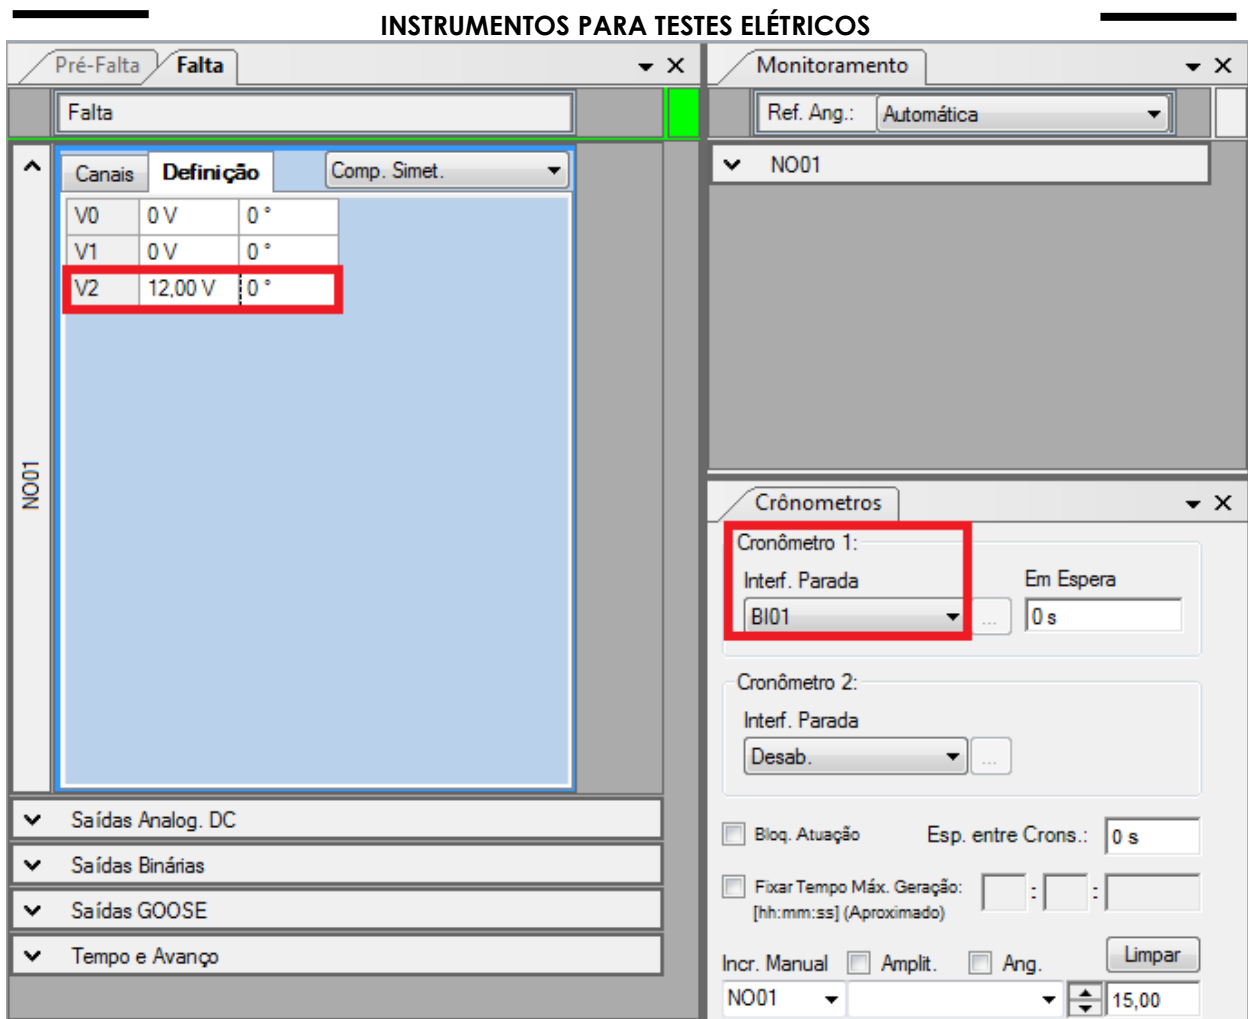 INSTRUMENTOS PARA TESTES ELÉTRICOS
Pré-Falta Falta
Falta
Canais Definição Comp. Simet.
V0 0 V 0 °
V1 0 V 0 °
V2 12,00 V 0 °
NO01
Saídas Analog. DC
Saídas Binárias
Saídas GOOSE
Tempo e Avanço
Monitoramento
Ref. Ang.: Automática
NO01
Crônometros
Cronômetro 1:
Interf. Parada Em Espera
BI01 ... 0 s
Cronômetro 2:
Interf. Parada
Desab. ...
Bloq. Atuação Esp. entre Crons.: 0 s
Fixar Tempo Máx. Geração: : :
[hh:mm:ss] (Aproximado)
Incr. Manual Amplit. Ang. Limpar
NO01 15,00